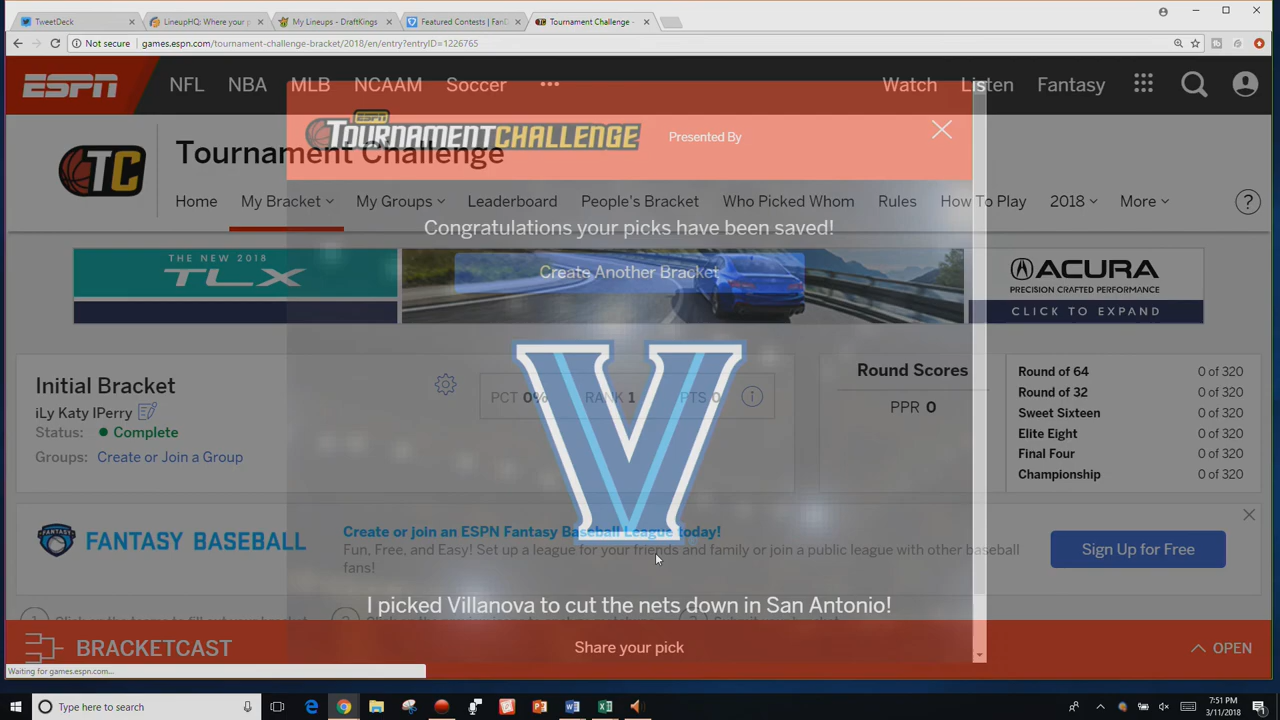 TweetDeck
LineupHQ: Where your
My Lineups - DraftKings
Featured Contests | Fan
Tournament Challenge -
Not secure | games.espn.com/tournament-challenge-bracket/2018/en/entry?entryID=1226765
ESPN NFL NBA MLB NCAAM Soccer ••• Watch Listen Fantasy
ESPN
TOURNAMENTCHALLENGE Presented By
TC Tournament Challenge
Home My Bracket My Groups Leaderboard People's Bracket Who Picked Whom Rules How To Play 2018 More ?
Congratulations your picks have been saved!
Create Another Bracket
THE NEW 2018
TLX
ACURA
PRECISION CRAFTED PERFORMANCE
CLICK TO EXPAND
Initial Bracket
iLy Katy lPerry
Status: Complete
Groups: Create or Join a Group
PCT 0% RANK 1 PTS 0
Round Scores
PPR 0
Round of 64 0 of 320
Round of 32 0 of 320
Sweet Sixteen 0 of 320
Elite Eight 0 of 320
Final Four 0 of 320
Championship 0 of 320
V
FANTASY BASEBALL
Create or join an ESPN Fantasy Baseball League today!
Fun, Free, and Easy! Set up a league for your friends and family or join a public league with other baseball
fans!
Sign Up for Free
I picked Villanova to cut the nets down in San Antonio!
Share your pick
BRACKETCAST
OPEN
Waiting for games.espn.com...
Type here to search
7:51 PM
3/11/2018